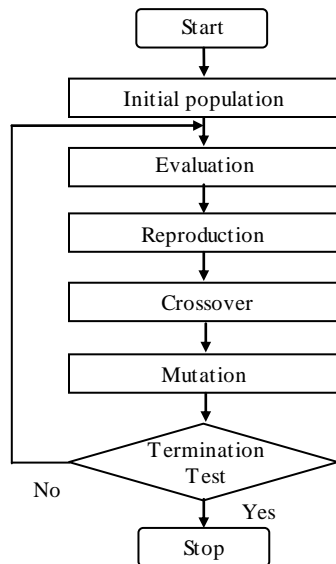 Start
Initial population
Evaluation
Reproduction
Crossover
Mutation
Termination
Test
No
Yes
Stop